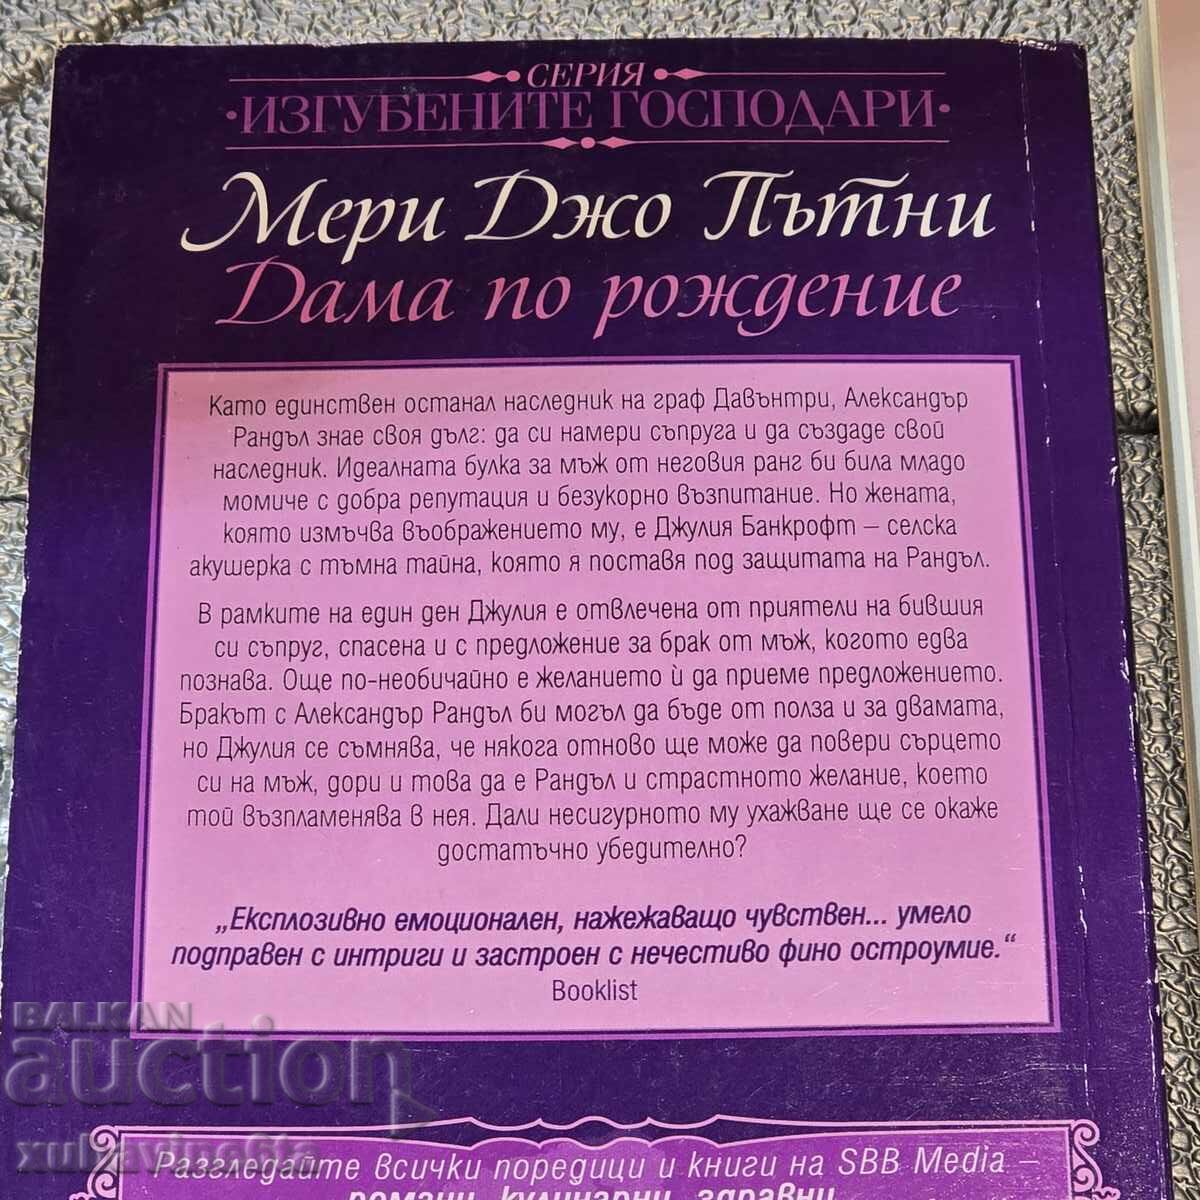 СЕРИЯ
·ИЗГУБЕНИТЕ ГОСПОДАРИ·
Мери Джо Пътни
Дама по рождение
Като единствен останал наследник на граф Давънтри, Александър
Рандъл знае своя дълг: да си намери съпруга и да създаде свой
наследник. Идеалната булка за мъж от неговия ранг би била младо
момиче с добра репутация и безукорно възпитание. Но жената,
която измъчва въображението му, е Джулия Банкрофт – селска
акушерка с тъмна тайна, която я поставя под защитата на Рандъл.
В рамките на един ден Джулия е отвлечена от приятели на бившия
си съпруг, спасена и с предложение за брак от мъж, когото едва
познава. Още по-необичайно е желанието ѝ да приеме предложението.
Бракът с Александър Рандъл би могъл да бъде от полза и за двамата,
но Джулия се съмнява, че някога отново ще може да повери сърцето
си на мъж, дори и това да е Рандъл и страстното желание, което
той възпламенява в нея. Дали несигурното му ухажване ще се окаже
достатъчно убедително?
„Експлозивно емоционален, нажежаващо чувствен... умело
подправен с интриги и застроен с нечестиво фино остроумие.“
Booklist
BALKAN
auction
Разгледайте всички поредици и книги на SBB Media –
романи, кулинарни, здравни